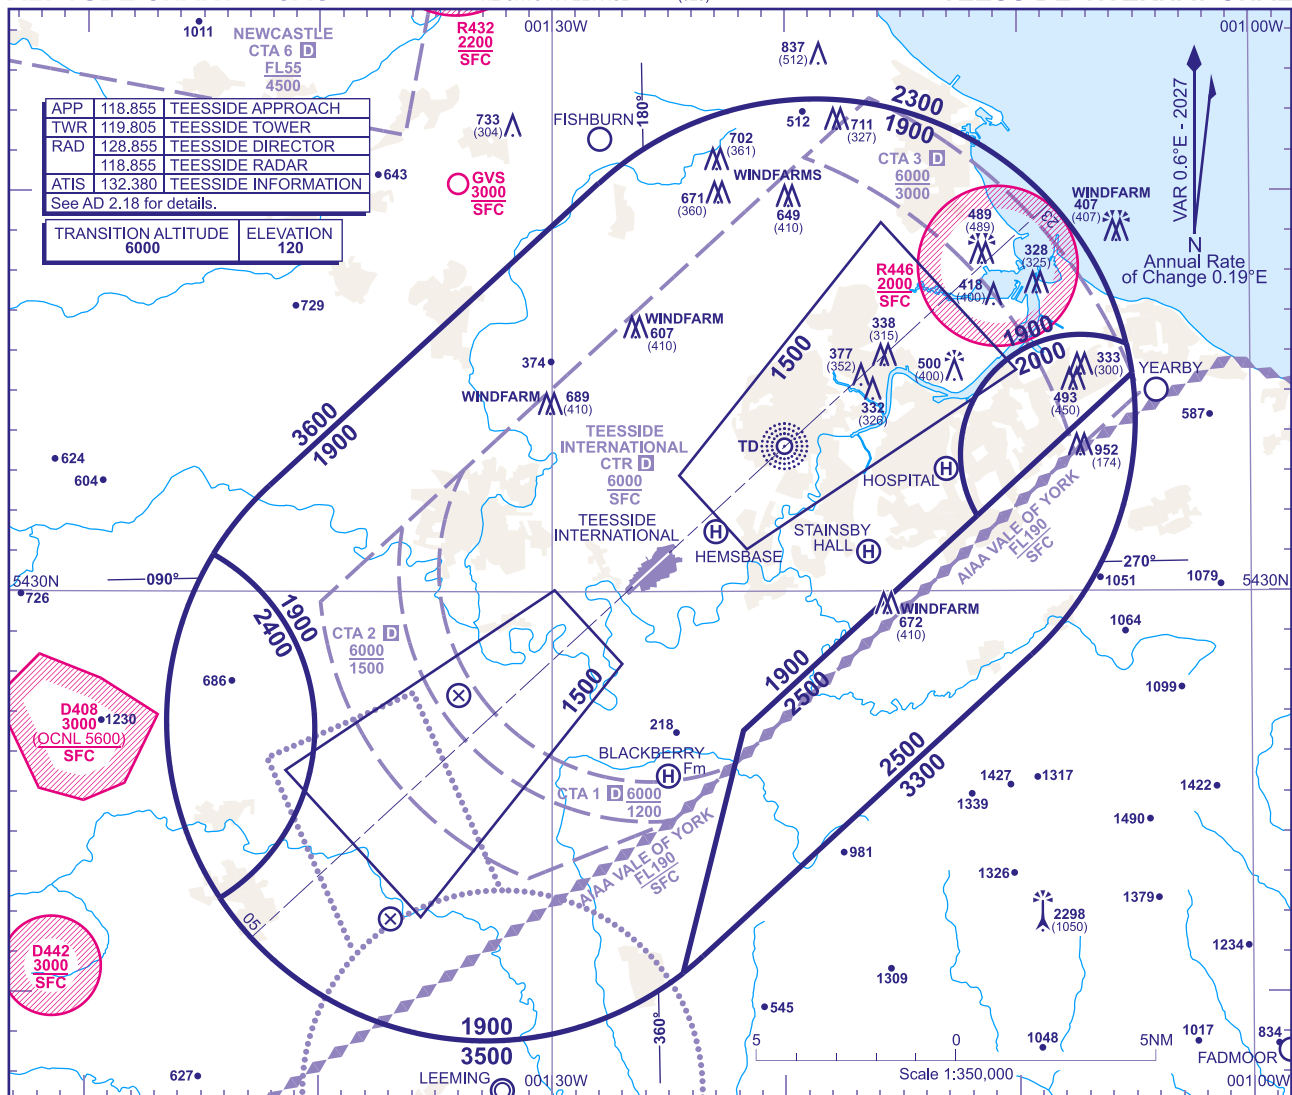 1011
NEWCASTLE
CTA 6 D
FL55
4500
R432
2200
SFC
001:30W
837
(512)
001:00W
VAR 0.6°E - 2027
N
Annual Rate
of Change 0.19°E
APP 118.855 TEESSIDE APPROACH
TWR 119.805 TEESSIDE TOWER
RAD 128.855 TEESSIDE DIRECTOR
118.855 TEESSIDE RADAR
ATIS 132.380 TEESSIDE INFORMATION
See AD 2.18 for details.
TRANSITION ALTITUDE
6000
ELEVATION
120
733
(304)
FISHBURN
180°
512
711
(327)
2300
1900
702
(361)
WINDFARMS
671
(360)
649
(410)
CTA 3 D
6000
3000
643
GVS
3000
SFC
WINDFARM
407
(407)
489
(489)
23
328
(325)
R446
2000
SFC
418
(400)
729
WINDFARM
607
(410)
1500
338
(315)
377
(352)
332
(326)
500
(400)
1900
2000
333
(300)
493
(450)
YEARBY
587
374
WINDFARM
689
(410)
3600
1900
TEESSIDE
INTERNATIONAL
CTR D
6000
SFC
TD
952
(174)
624
604
HOSPITAL
H
TEESSIDE
INTERNATIONAL
H
HEMSBASE
STAINSBY
HALL
H
AIAA VALE OF YORK
FL190
SFC
5430N
726
090°
270°
1051
1079
5430N
1900
2400
CTA 2 D
6000
1500
WINDFARM
672
(410)
1064
1099
686
1500
1900
2500
D408
3000
(OCNL 5600)
SFC
1230
218
BLACKBERRY
Fm
H
CTA 1 D 6000
1200
2500
3300
1427
1317
1339
1422
1490
AIAA VALE OF YORK
FL190
SFC
981
1326
1379
2298
(1050)
05
D442
3000
SFC
1234
1309
545
1900
3500
360°
5
0
5NM
Scale 1:350,000
1048
1017
834
FADMOOR
627
LEEMING
001:30W
001:00W